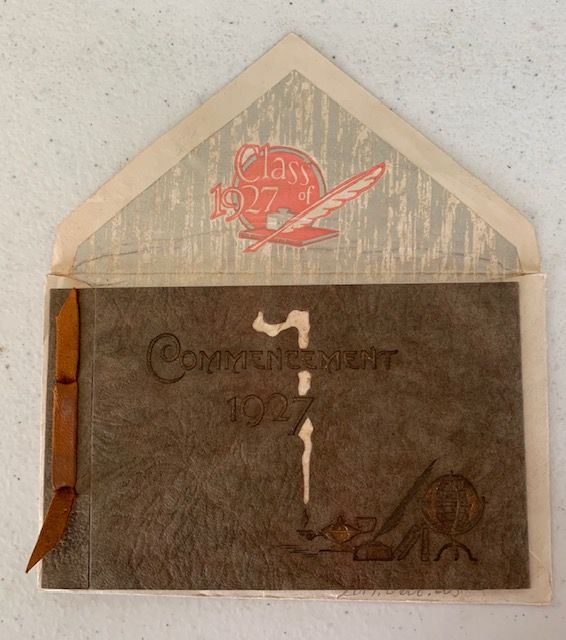 Class
of
1927
COMMENCEMENT
1927